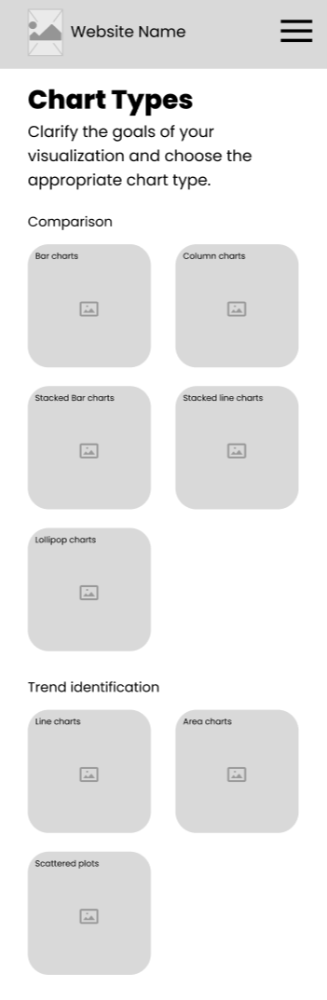 Website Name
Chart Types
Clarify the goals of your
visualization and choose the
appropriate chart type.
Comparison
Bar charts
Column charts
Stacked Bar charts
Stacked line charts
Lollipop charts
Trend identification
Line charts
Area charts
Scattered plots